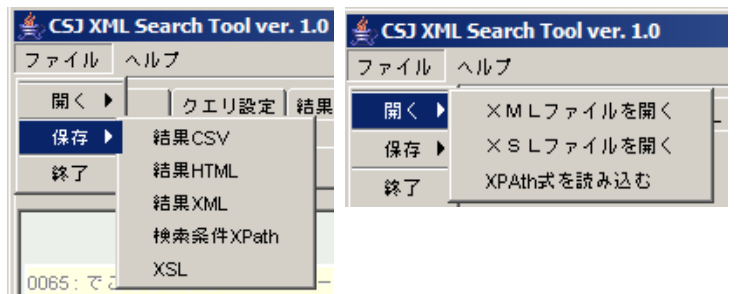 CSJ XML Search Tool ver. 1.0
ファイル ヘルプ
開く
クエリ設定 結果
保存
結果CSV
終了
結果HTML
結果XML
検索条件XPath
XSL
0065: でこ
CSJ XML Search Tool ver. 1.0
ファイル ヘルプ
開く
XMLファイルを開く
保存
XSLファイルを開く
終了
XPAth式を読み込む